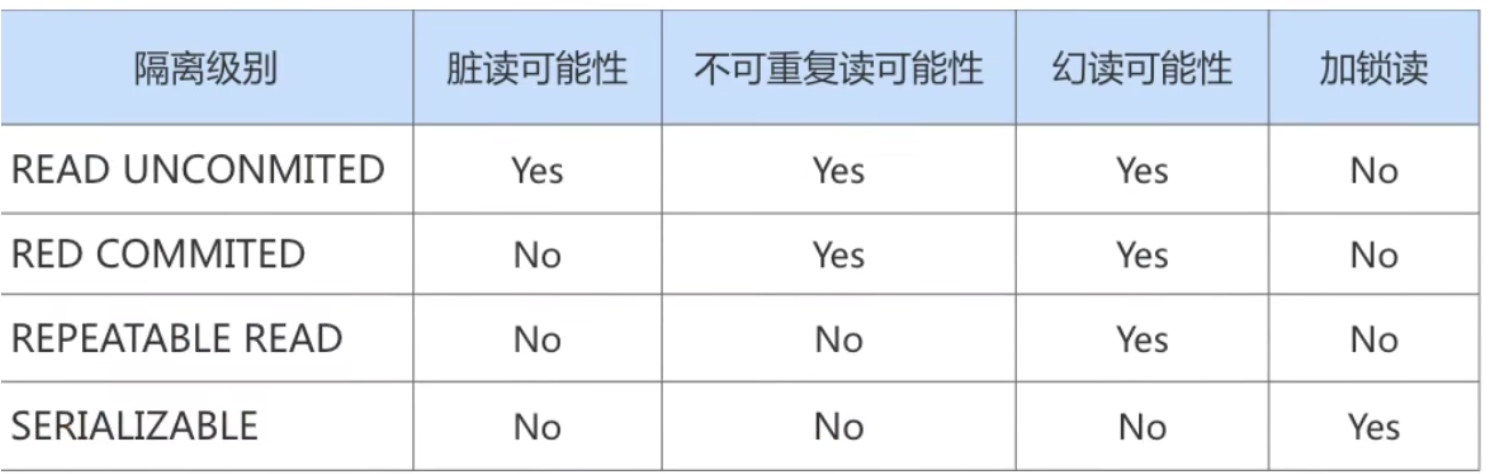 隔离级别 脏读可能性 不可重复读可能性 幻读可能性 加锁读
READ UNCONMITED Yes Yes Yes No
RED COMMITED No Yes Yes No
REPEATABLE READ No No Yes No
SERIALIZABLE No No No Yes